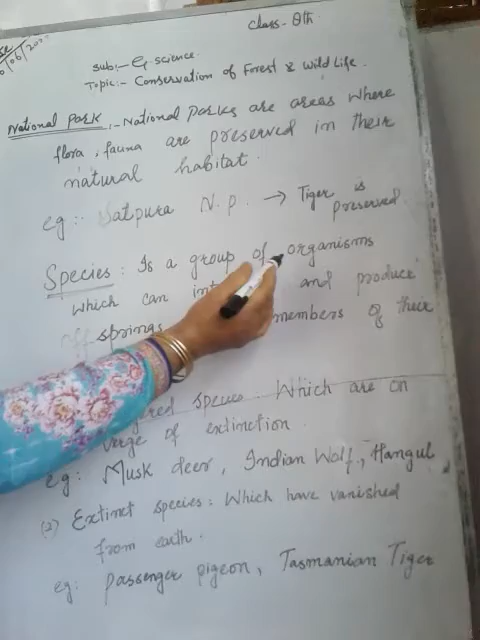 Class- 8th
Sub:- G. science.
Topic:- Conservation of Forest & Wild Life.
National Park :- National Parks are areas where
flora, fauna are preserved in their
natural habitat.
eg:- Satpura N.P. → Tiger is
preserved.
Species : Is a group of organisms
which can and produce
off springs members of their
species. Which are on
verge of extinction.
eg: Musk deer, Indian Wolf, Hangul
(2) Extinct species: Which have vanished
from earth.
eg: Passenger pigeon, Tasmanian Tiger